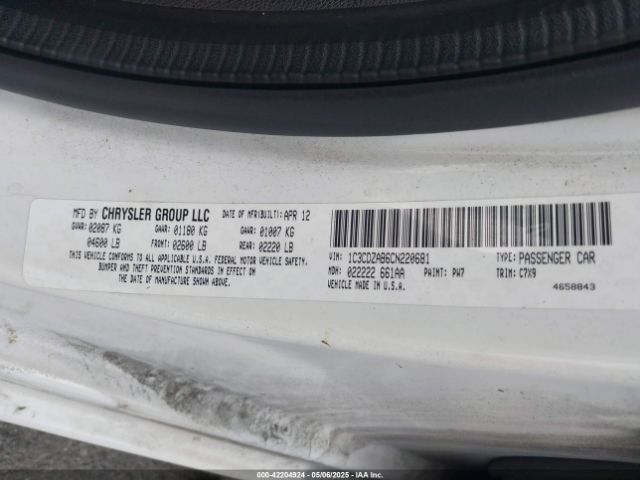 MFD BY CHRYSLER GROUP LLC DATE OF MFR(BUILT): APR 12
GVWR: 02087 KG GAWR: 01180 KG GAWR: 01007 KG
04600 LB FRONT: 02600 LB REAR: 02220 LB
THIS VEHICLE CONFORMS TO ALL APPLICABLE U.S.A. FEDERAL MOTOR VEHICLE SAFETY,
BUMPER, AND THEFT PREVENTION STANDARDS IN EFFECT ON
THE DATE OF MANUFACTURE SHOWN ABOVE.
VIN: 1C3CDZAB6CN220681 TYPE: PASSENGER CAR
MDH: 022222 661AA PAINT: PW7 TRIM: C7X9
VEHICLE MADE IN U.S.A. 4658843
000-42204924 - 05/06/2025 - IAA